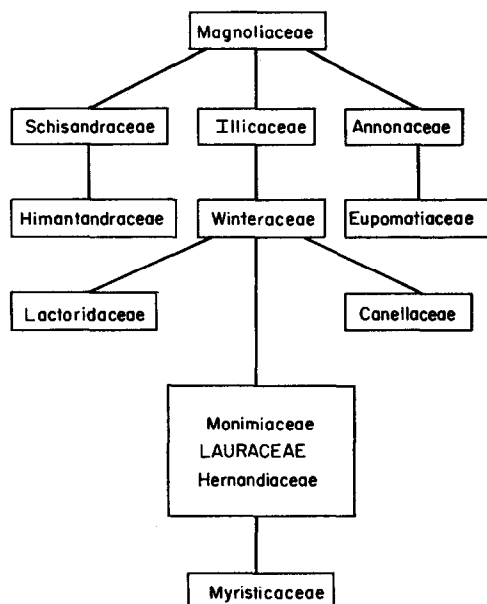 Magnoliaceae
Schisandraceae
Illicaceae
Annonaceae
Himantandraceae
Winteraceae
Eupomatiaceae
Lactoridaceae
Canellaceae
Monimiaceae
LAURACEAE
Hernandiaceae
Myristicaceae